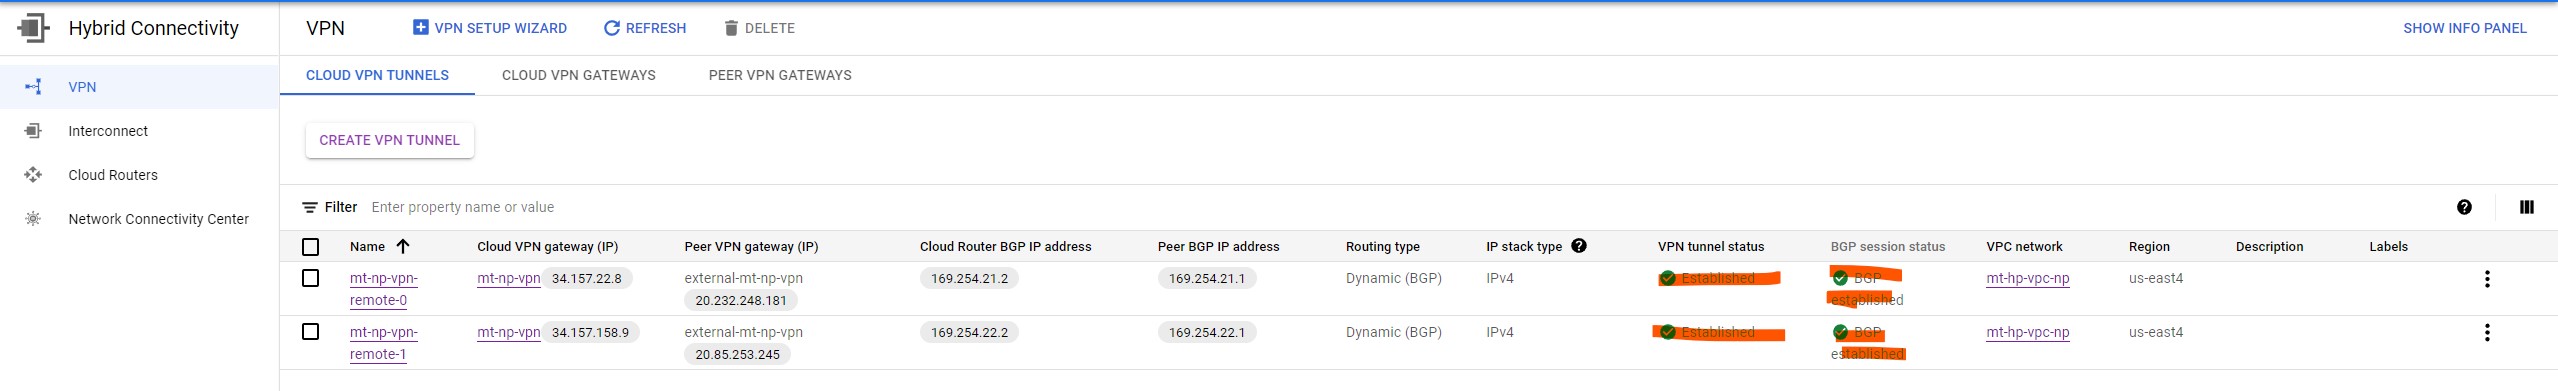 Hybrid Connectivity
VPN
VPN SETUP WIZARD
REFRESH
DELETE
SHOW INFO PANEL
VPN
Interconnect
Cloud Routers
Network Connectivity Center
CLOUD VPN TUNNELS
CLOUD VPN GATEWAYS
PEER VPN GATEWAYS
CREATE VPN TUNNEL
Filter Enter property name or value
Name Cloud VPN gateway (IP) Peer VPN gateway (IP) Cloud Router BGP IP address Peer BGP IP address Routing type IP stack type VPN tunnel status BGP session status VPC network Region Description Labels
mt-np-vpn- mt-np-vpn 34.157.22.8 external-mt-np-vpn 169.254.21.2 169.254.21.1 Dynamic (BGP) IPv4 Established BGP mt-hp-vpc-np us-east4
remote-0 20.232.248.181 established
mt-np-vpn- mt-np-vpn 34.157.158.9 external-mt-np-vpn 169.254.22.2 169.254.22.1 Dynamic (BGP) IPv4 Established BGP mt-hp-vpc-np us-east4
remote-1 20.85.253.245 established